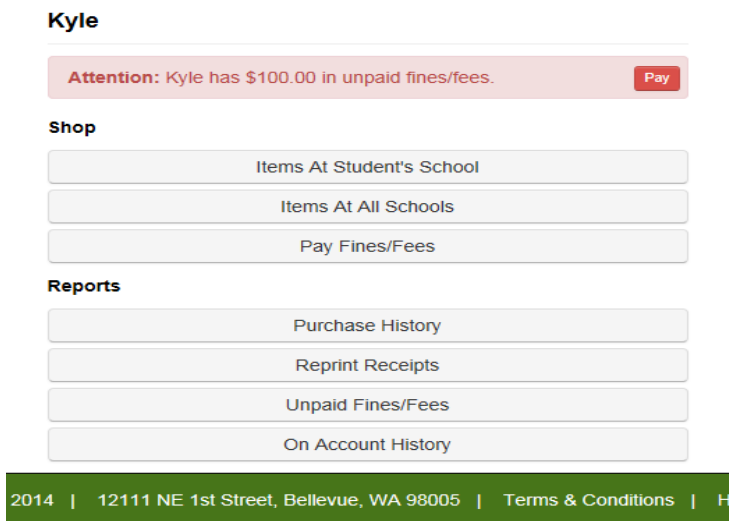 Kyle
Attention: Kyle has $100.00 in unpaid fines/fees.
Pay
Shop
Items At Student's School
Items At All Schools
Pay Fines/Fees
Reports
Purchase History
Reprint Receipts
Unpaid Fines/Fees
On Account History
2014 | 12111 NE 1st Street, Bellevue, WA 98005 | Terms & Conditions | H